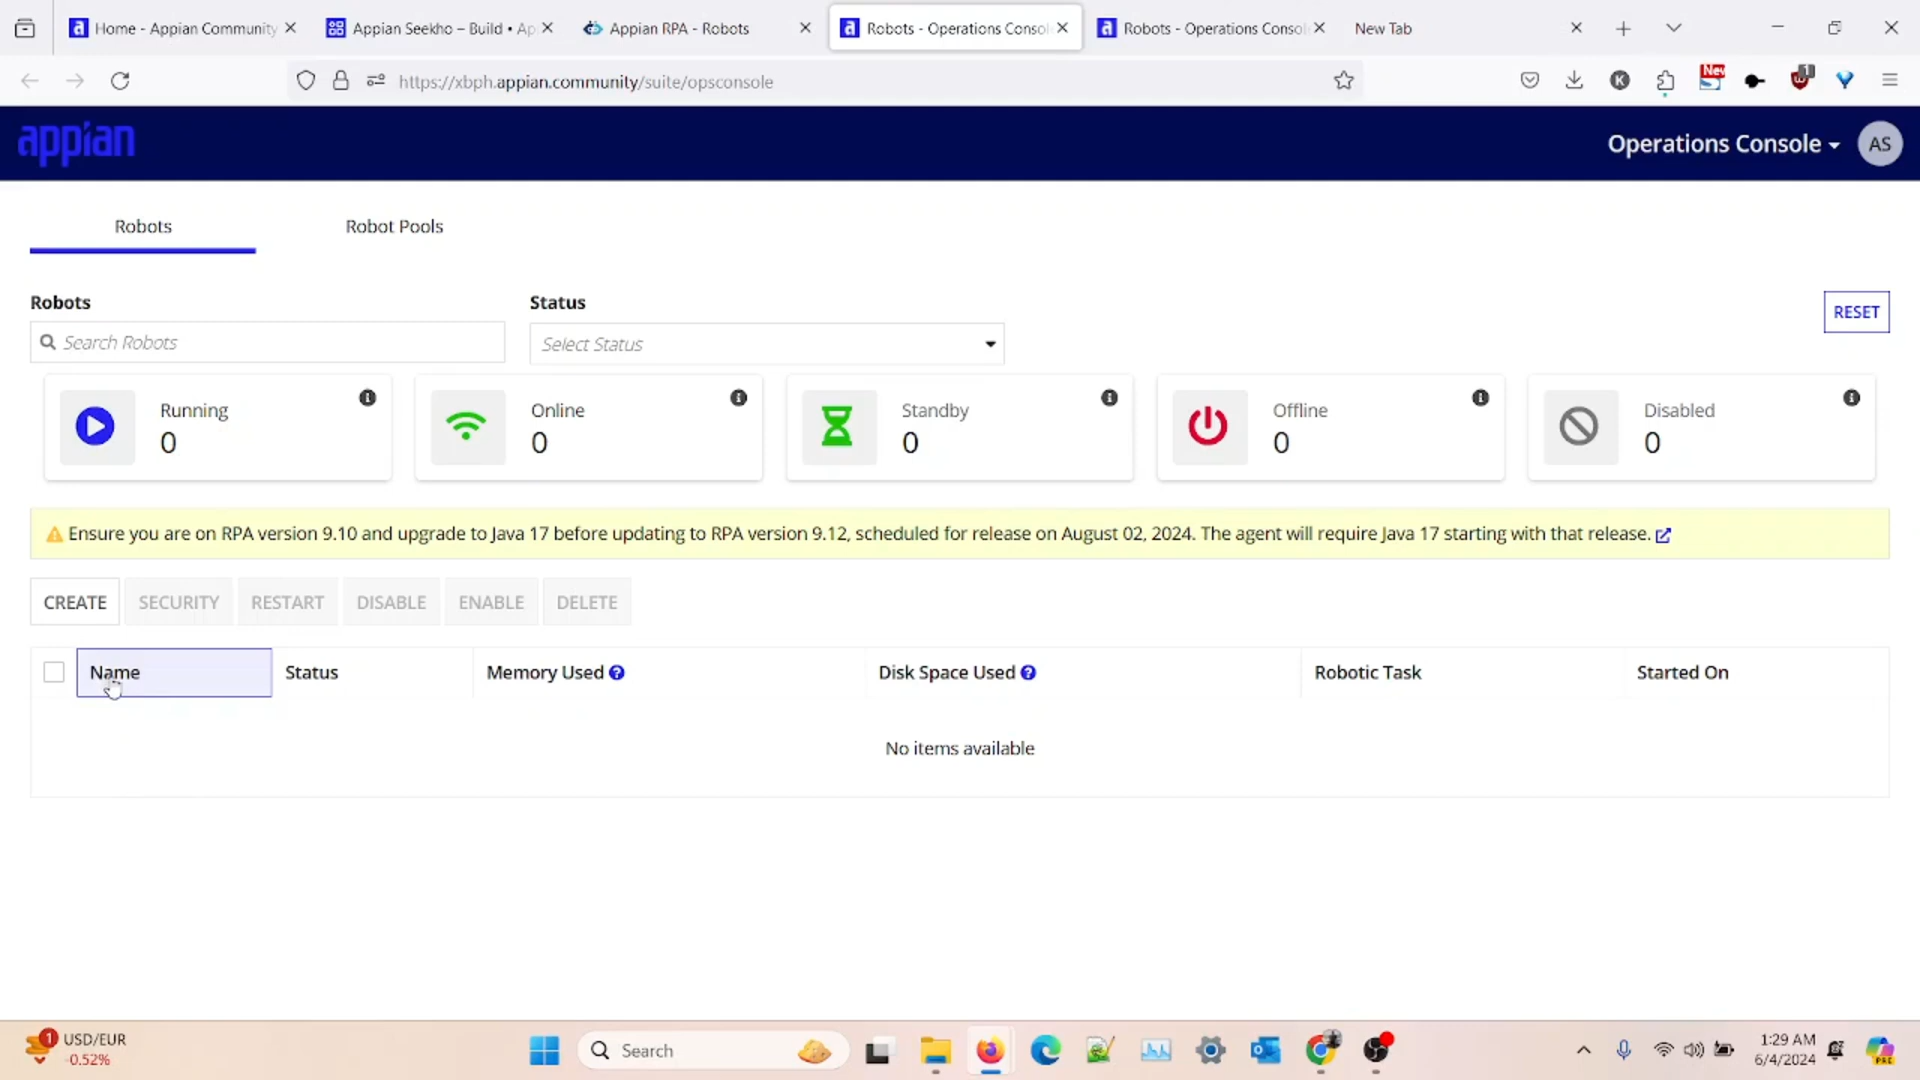 Home - Appian Community
Appian Seekho – Build • Ap
Appian RPA - Robots
Robots - Operations Consol
Robots - Operations Consol
New Tab
https://xbph.appian.community/suite/opsconsole
K
New
1
appian
Operations Console
AS
Robots
Robot Pools
Robots
Status
RESET
Search Robots
Select Status
Running
0
Online
0
Standby
0
Offline
0
Disabled
0
Ensure you are on RPA version 9.10 and upgrade to Java 17 before updating to RPA version 9.12, scheduled for release on August 02, 2024. The agent will require Java 17 starting with that release.
CREATE
SECURITY
RESTART
DISABLE
ENABLE
DELETE
Name
Status
Memory Used
Disk Space Used
Robotic Task
Started On
No items available
1
USD/EUR
-0.52%
Search
1:29 AM
6/4/2024
PRE